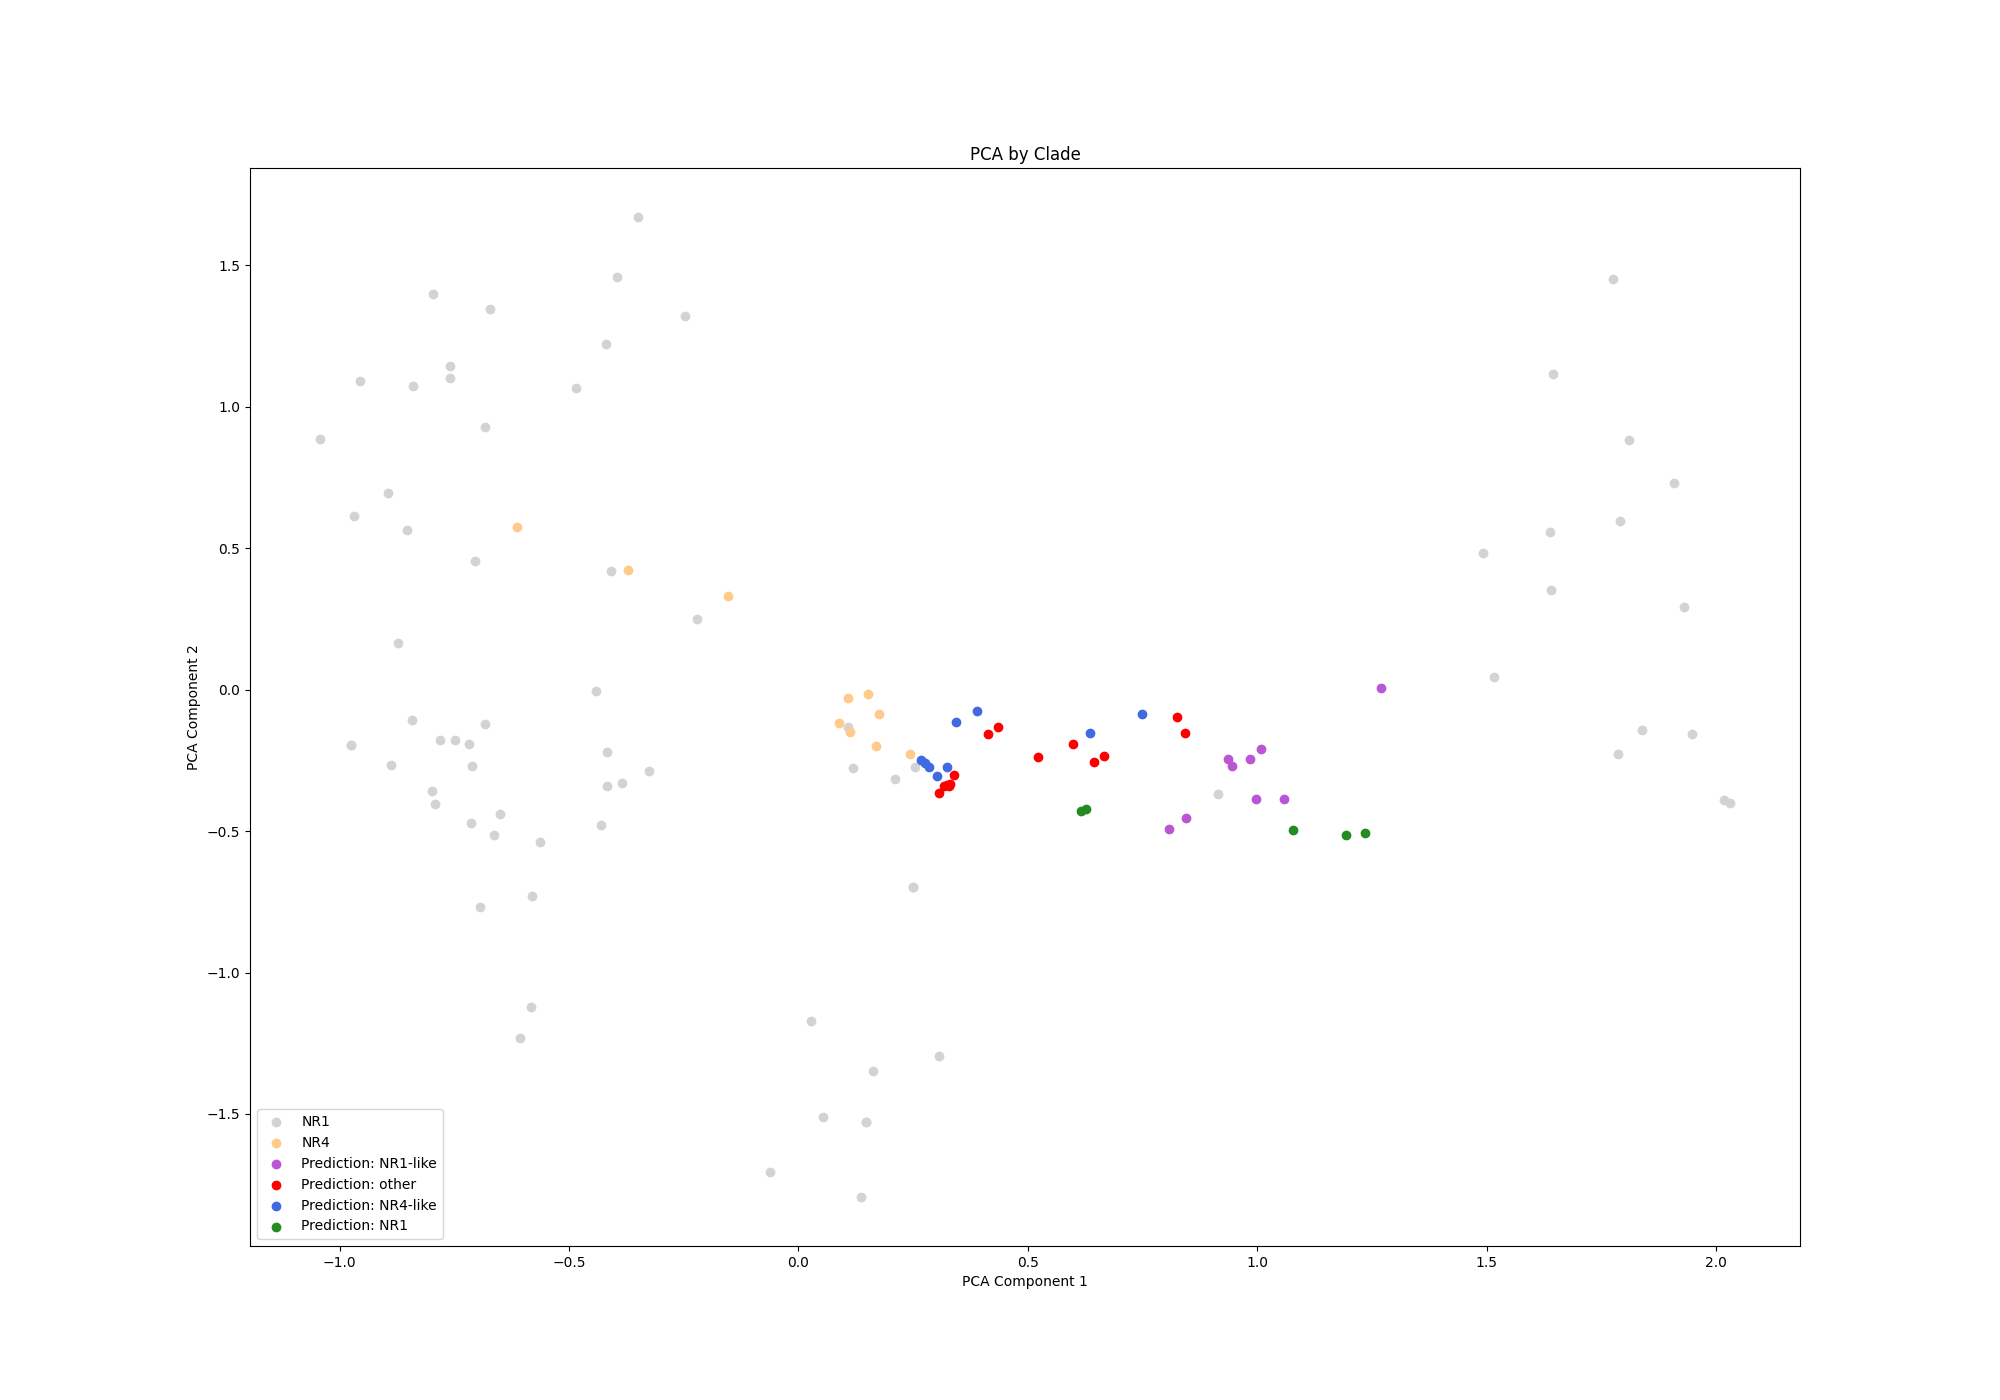 PCA by Clade
PCA Component 2
1.5
1.0
0.5
0.0
−0.5
−1.0
−1.5
NR1
NR4
Prediction: NR1-like
Prediction: other
Prediction: NR4-like
Prediction: NR1
−1.0 −0.5 0.0 0.5 1.0 1.5 2.0
PCA Component 1